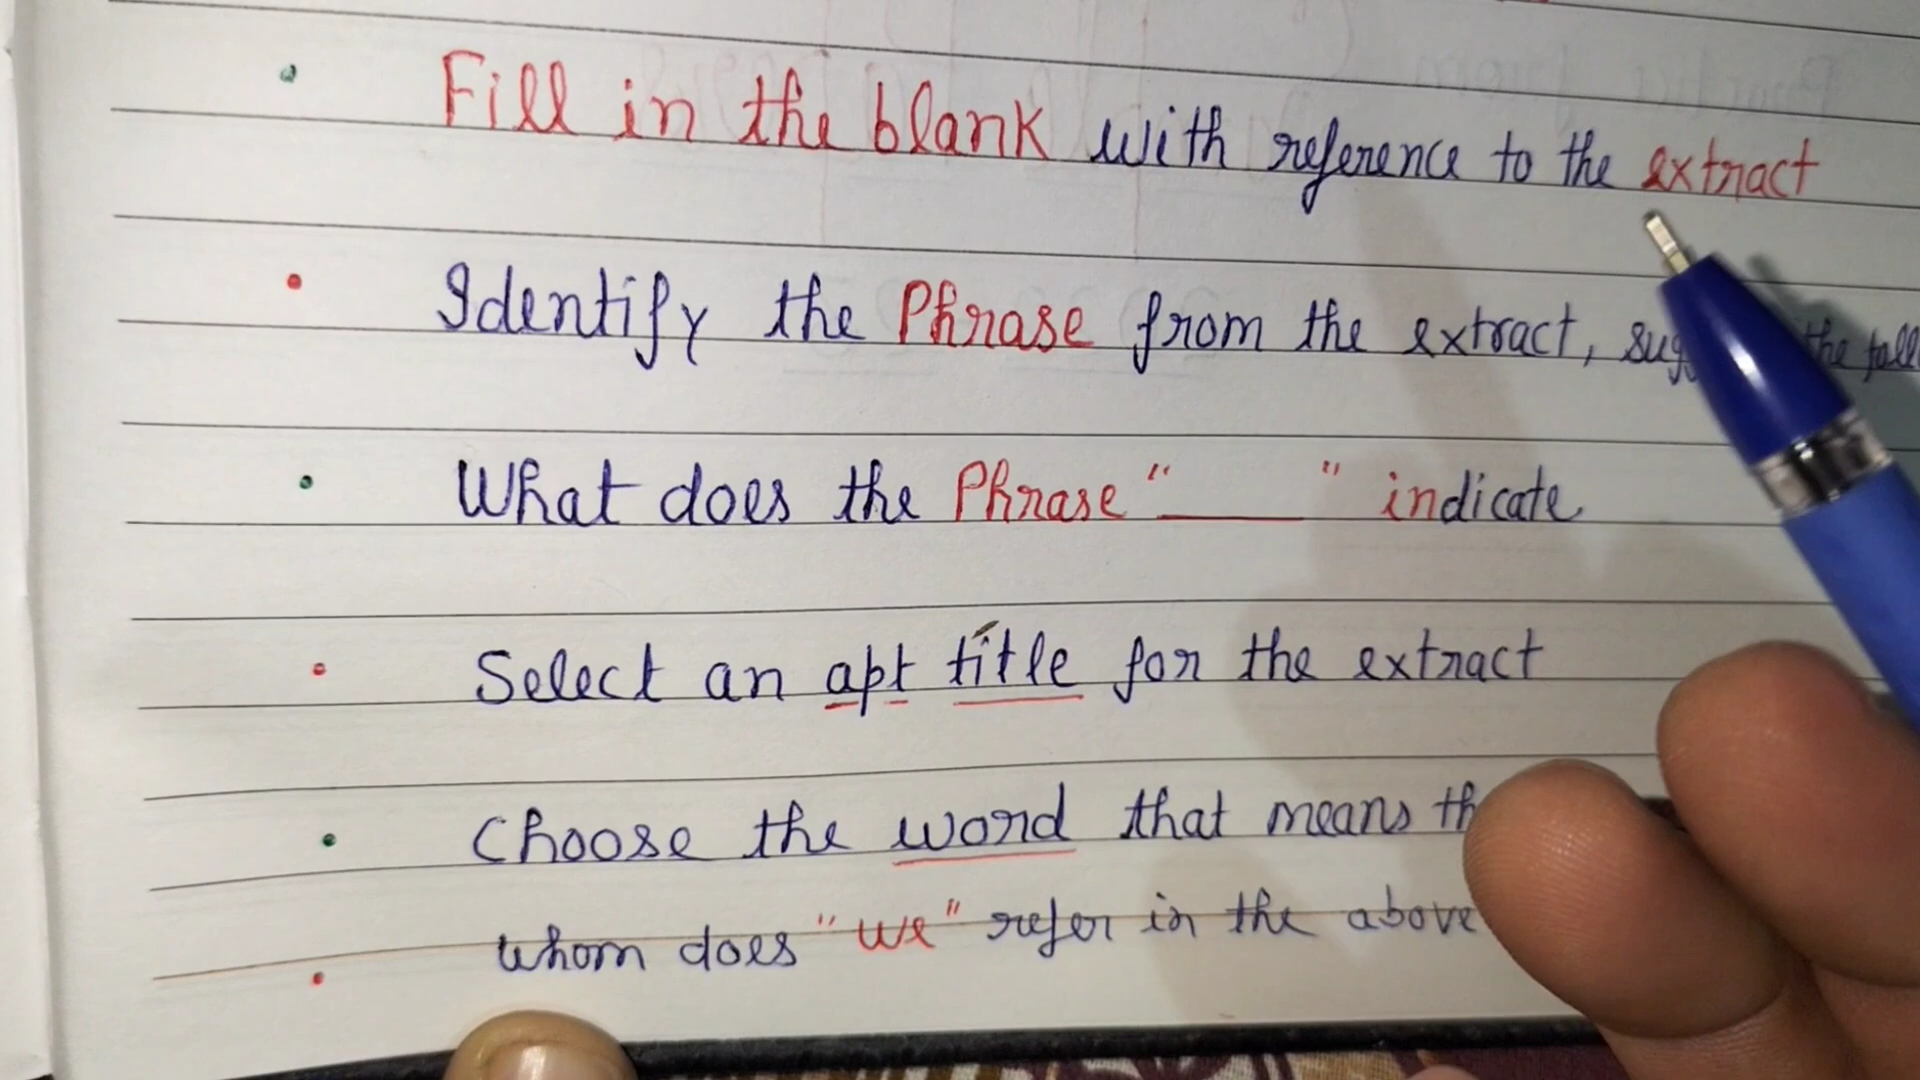 Fill in the blank with reference to the extract
Identify the Phrase from the extract, the
What does the Phrase "______" indicate
Select an apt title for the extract
Choose the word that means
whom does "we" refer in the above